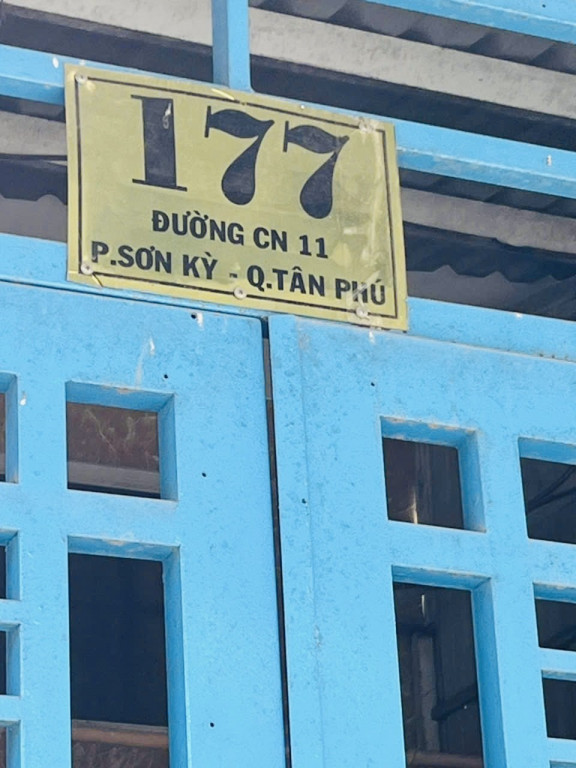 177
ĐƯỜNG CN 11
P.SƠN KỲ - Q.TÂN PHÚ